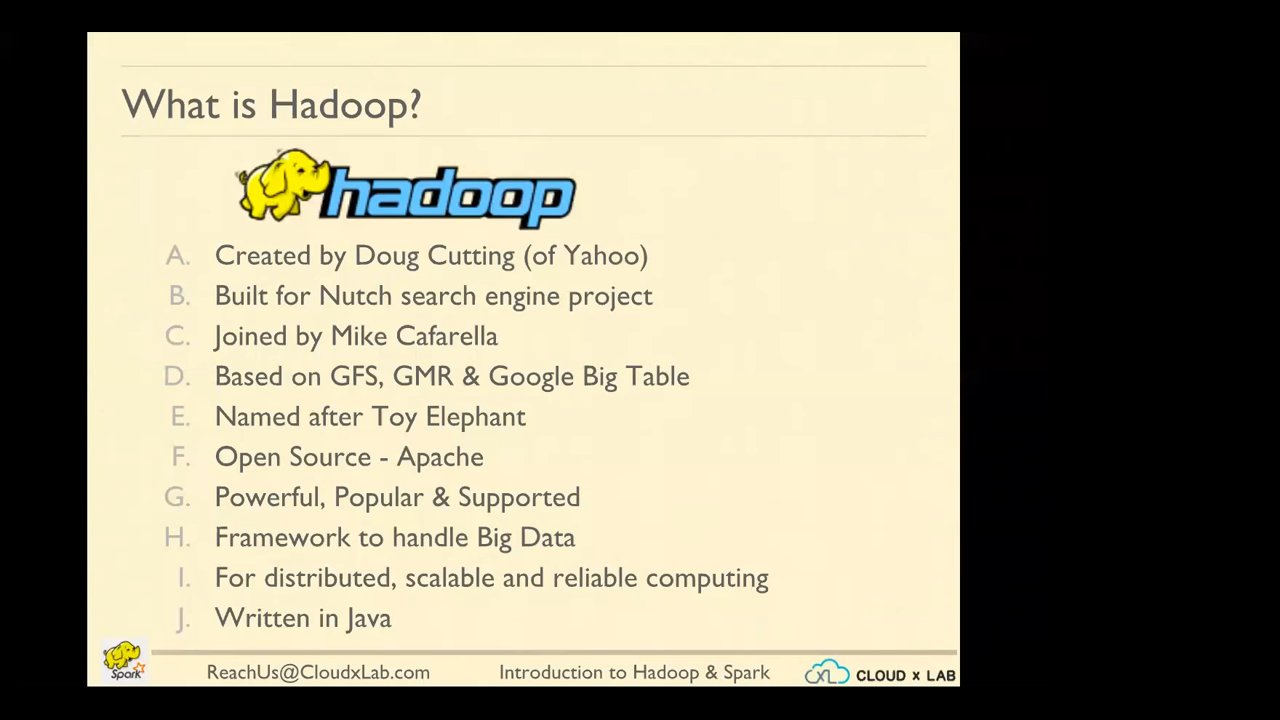 What is Hadoop?
hadoop
A. Created by Doug Cutting (of Yahoo)
B. Built for Nutch search engine project
C. Joined by Mike Cafarella
D. Based on GFS, GMR & Google Big Table
E. Named after Toy Elephant
F. Open Source - Apache
G. Powerful, Popular & Supported
H. Framework to handle Big Data
I. For distributed, scalable and reliable computing
J. Written in Java
Spark
ReachUs@CloudxLab.com
Introduction to Hadoop & Spark
XL
CLOUD x LAB